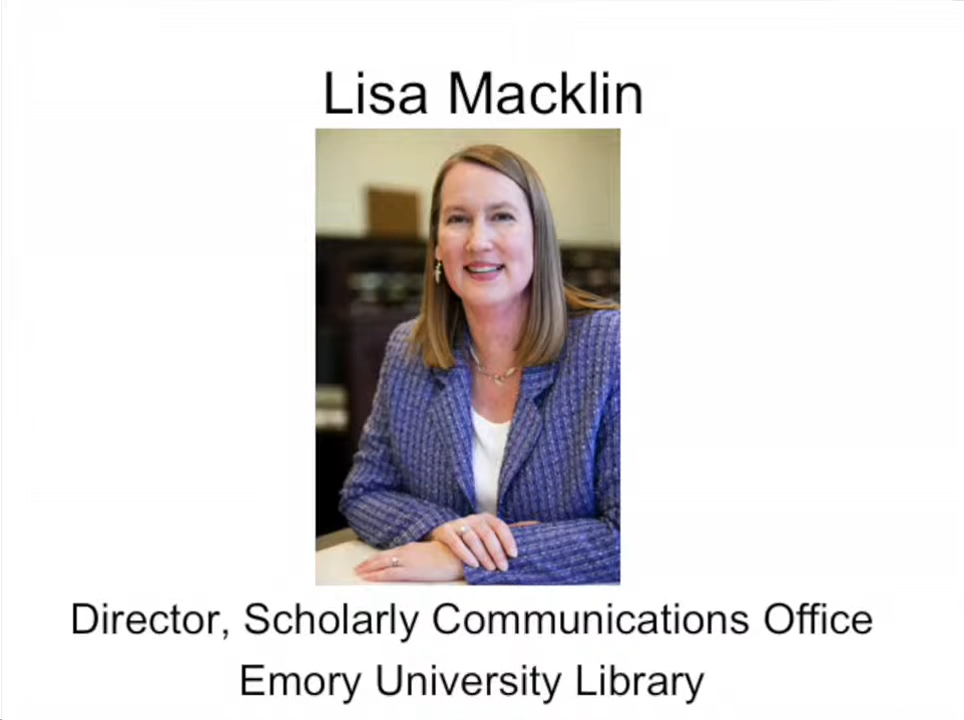 Lisa Macklin
Director, Scholarly Communications Office
Emory University Library